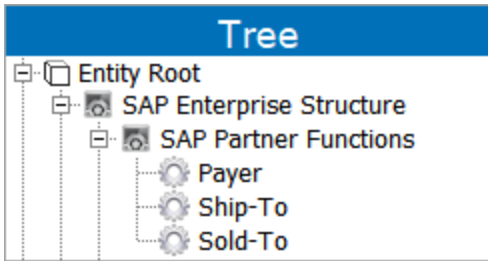 Tree
Entity Root
SAP Enterprise Structure
SAP Partner Functions
Payer
Ship-To
Sold-To